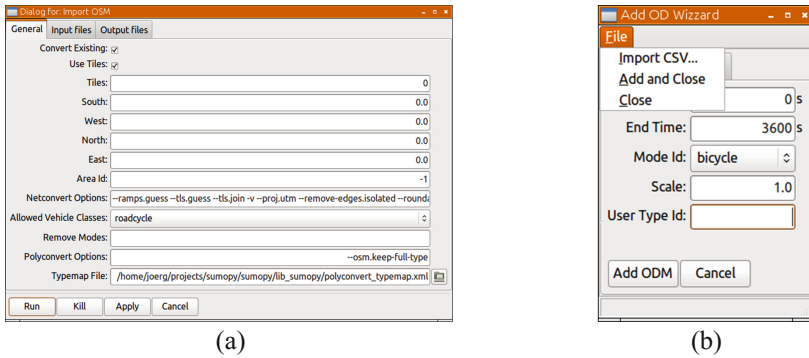 Dialog for: Import OSM
General Input files Output files
Convert Existing:
Use Tiles:
Tiles: 0
South: 0.0
West: 0.0
North: 0.0
East: 0.0
Area Id: -1
Netconvert Options: --ramps.guess --tls.guess --tls.join -v --proj.utm --remove-edges.isolated --rounda
Allowed Vehicle Classes: roadcycle
Remove Modes:
Polyconvert Options: --osm.keep-full-type
Typemap File: /home/joerg/projects/sumopy/sumopy/lib_sumopy/polyconvert_typemap.xml
Run Kill Apply Cancel
(a)
Add OD Wizzard
File
Import CSV...
Add and Close
Close
0 s
End Time: 3600 s
Mode Id: bicycle
Scale: 1.0
User Type Id:
Add ODM Cancel
(b)